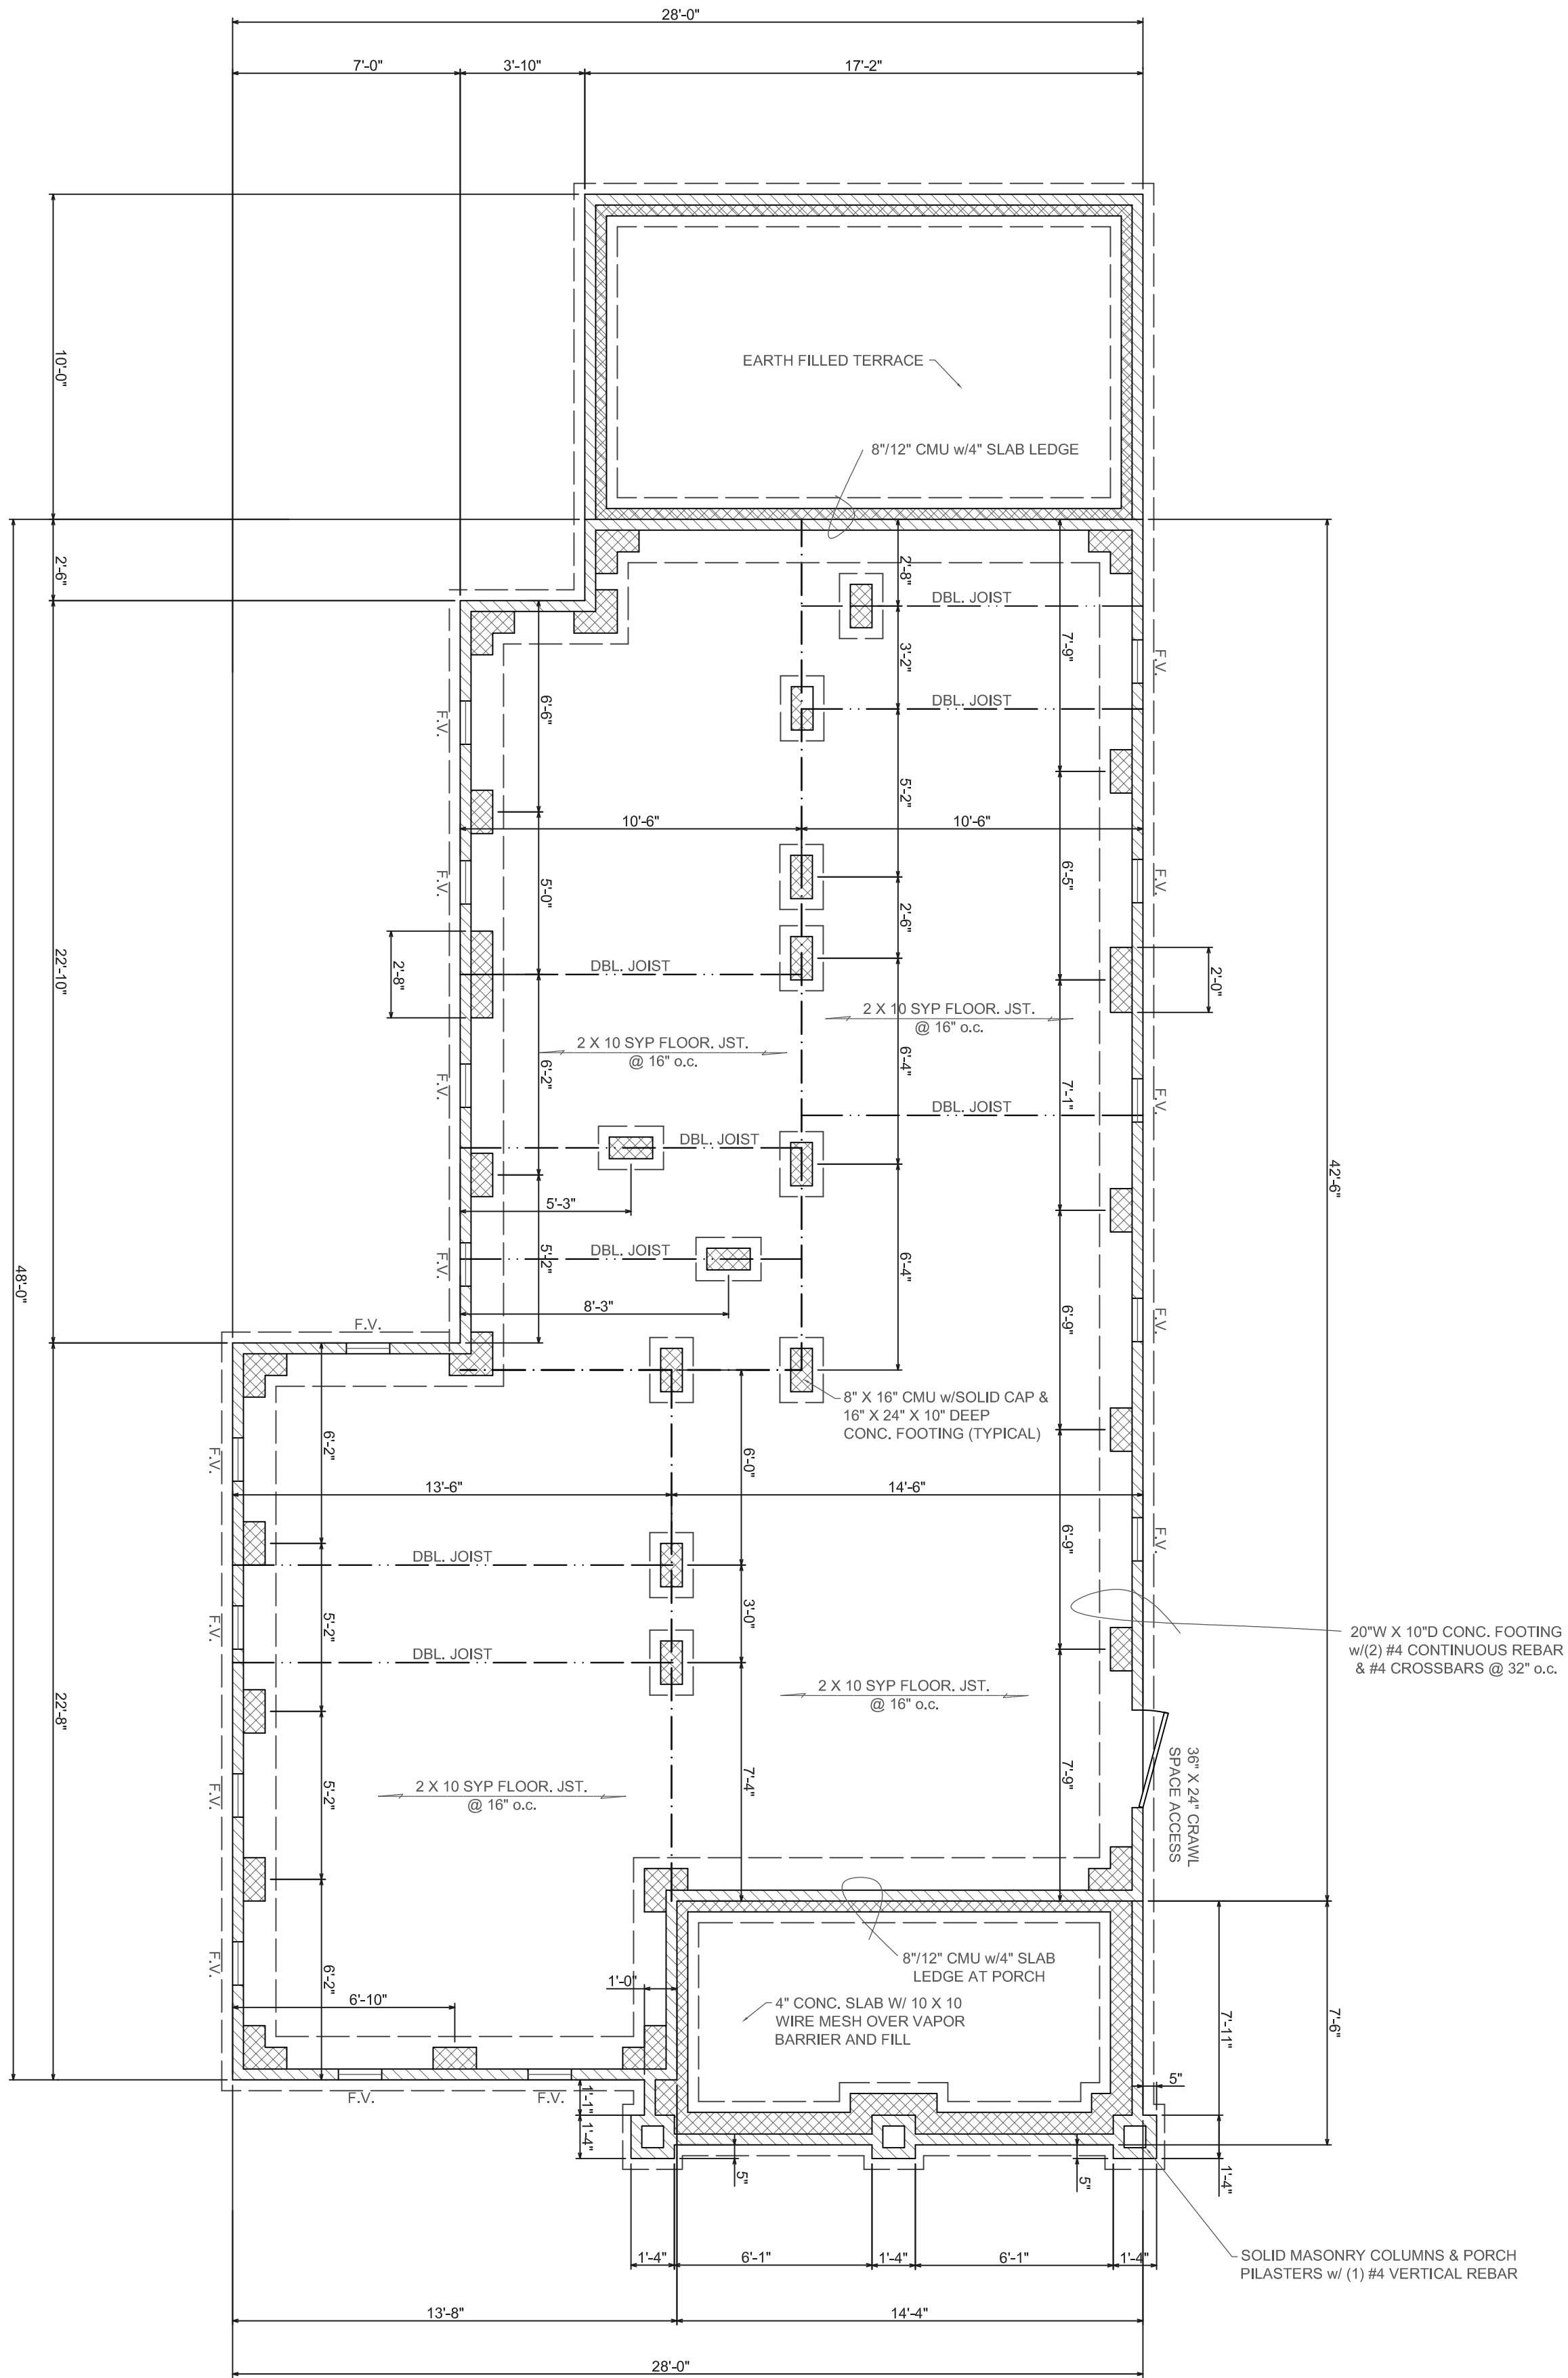 28'-0"
7'-0"
3'-10"
17'-2"
10'-0"
EARTH FILLED TERRACE
8"/12" CMU w/4" SLAB LEDGE
2'-6"
2'-8"
DBL. JOIST
7'-9"
3'-2"
F.V.
DBL. JOIST
6'-6"
F.V.
5'-2"
10'-6"
10'-6"
6'-5"
F.V.
F.V.
5'-0"
2'-6"
22'-10"
2'-8"
DBL. JOIST
2'-0"
2 X 10 SYP FLOOR. JST.
@ 16" o.c.
2 X 10 SYP FLOOR. JST.
@ 16" o.c.
6'-4"
6'-2"
F.V.
7'-1"
F.V.
DBL. JOIST
DBL. JOIST
42'-6"
5'-3"
DBL. JOIST
5'-2"
F.V.
6'-4"
48'-0"
8'-3"
6'-9"
F.V.
F.V.
8" X 16" CMU w/SOLID CAP &
16" X 24" X 10" DEEP
CONC. FOOTING (TYPICAL)
6'-2"
F.V.
6'-0"
13'-6"
14'-6"
6'-9"
F.V.
DBL. JOIST
3'-0"
5'-2"
F.V.
DBL. JOIST
20"W X 10"D CONC. FOOTING
w/(2) #4 CONTINUOUS REBAR
& #4 CROSSBARS @ 32" o.c.
2 X 10 SYP FLOOR. JST.
@ 16" o.c.
22'-8"
36" X 24" CRAWL
SPACE ACCESS
7'-4"
7'-9"
5'-2"
F.V.
2 X 10 SYP FLOOR. JST.
@ 16" o.c.
8"/12" CMU w/4" SLAB
LEDGE AT PORCH
F.V.
6'-2"
1'-0"
6'-10"
4" CONC. SLAB W/ 10 X 10
WIRE MESH OVER VAPOR
BARRIER AND FILL
7'-11"
7'-6"
5"
F.V.
F.V.
1'-1"
1'-4"
5"
5"
1'-4"
1'-4"
6'-1"
1'-4"
6'-1"
1'-4"
SOLID MASONRY COLUMNS & PORCH
PILASTERS w/ (1) #4 VERTICAL REBAR
13'-8"
14'-4"
28'-0"